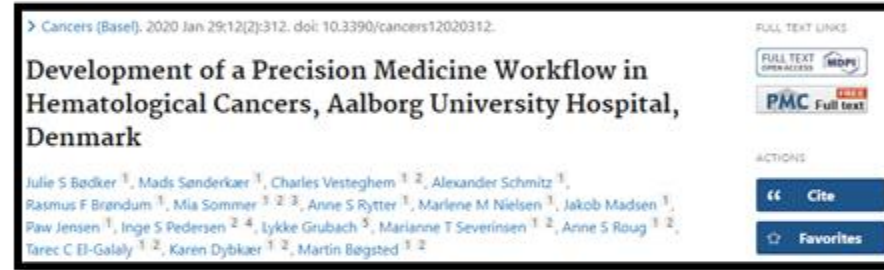 > Cancers (Basel). 2020 Jan 29;12(2):312. doi: 10.3390/cancers12020312.
Development of a Precision Medicine Workflow in
Hematological Cancers, Aalborg University Hospital,
Denmark
Julie S Bødker 1, Mads Sønderkær 1, Charles Vesteghem 1 2, Alexander Schmitz 1,
Rasmus F Brøndum 1, Mia Sommer 1 2 3, Anne S Rytter 1, Marlene M Nielsen 1, Jakob Madsen 1,
Paw Jensen 1, Inge S Pedersen 2 4, Lykke Grubach 5, Marianne T Severinsen 1 2, Anne S Roug 1 2,
Tarec C El-Galaly 1 2, Karen Dybkær 1 2, Martin Bøgsted 1 2
FULL TEXT LINKS
FULL TEXT OPEN ACCESS MDPI
PMC FREE Full text
ACTIONS
Cite
Favorites